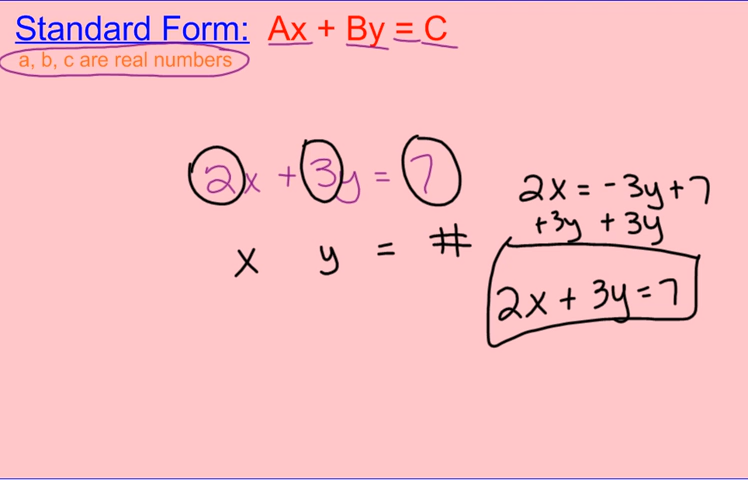 Standard Form: Ax + By = C
a, b, c are real numbers
2x + 3y = 7
x y = #
2x = -3y + 7
+3y + 3y
2x + 3y = 7